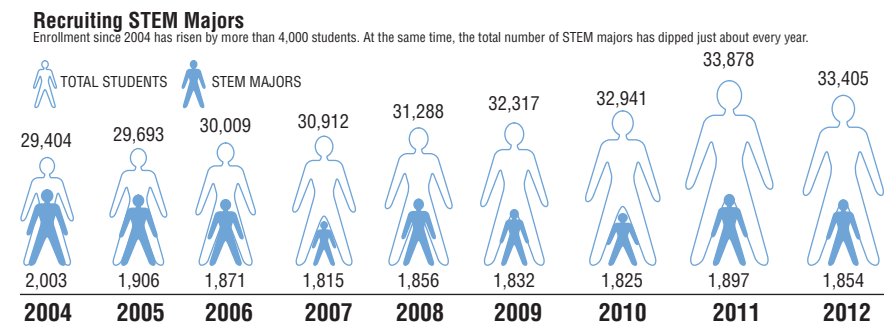 Recruiting STEM Majors
Enrollment since 2004 has risen by more than 4,000 students. At the same time, the total number of STEM majors has dipped just about every year.
TOTAL STUDENTS STEM MAJORS
29,404 29,693 30,009 30,912 31,288 32,317 32,941 33,878 33,405
2,003 1,906 1,871 1,815 1,856 1,832 1,825 1,897 1,854
2004 2005 2006 2007 2008 2009 2010 2011 2012